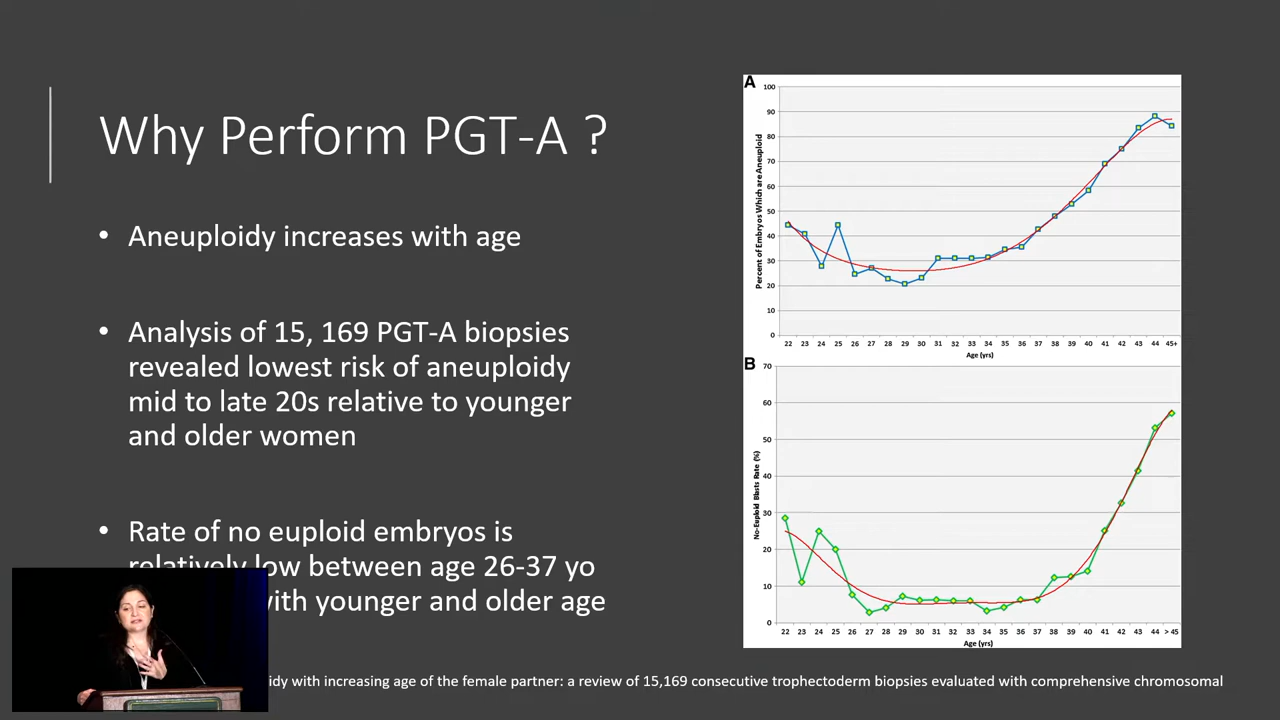 Why Perform PGT-A ?
• Aneuploidy increases with age
• Analysis of 15, 169 PGT-A biopsies
revealed lowest risk of aneuploidy
mid to late 20s relative to younger
and older women
• Rate of no euploid embryos is
relatively low between age 26-37 yo
with younger and older age
with increasing age of the female partner: a review of 15,169 consecutive trophectoderm biopsies evaluated with comprehensive chromosomal
A
Percent of Embryos Which are Aneuploid
100
90
80
70
60
50
40
30
20
10
0
22 23 24 25 26 27 28 29 30 31 32 33 34 35 36 37 38 39 40 41 42 43 44 45+
Age (yrs)
B
No-Euploid Blasts Rate (%)
70
60
50
40
30
20
10
0
22 23 24 25 26 27 28 29 30 31 32 33 34 35 36 37 38 39 40 41 42 43 44 > 45
Age (yrs)